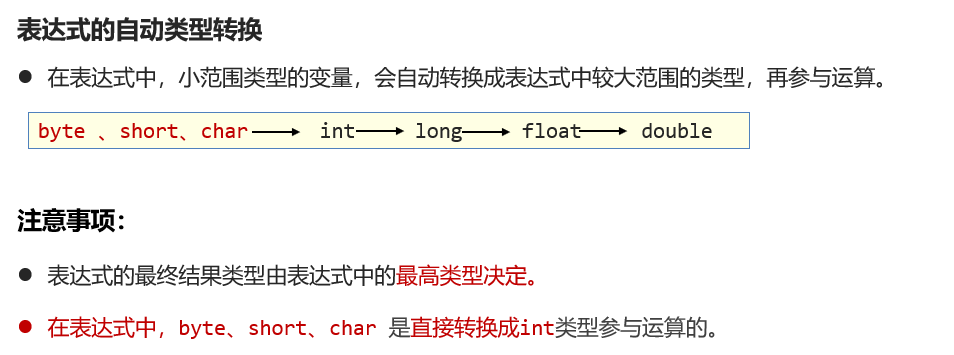 表达式的自动类型转换
● 在表达式中，小范围类型的变量，会自动转换成表达式中较大范围的类型，再参与运算。
byte 、short、char → int → long → float → double
注意事项：
● 表达式的最终结果类型由表达式中的最高类型决定。
● 在表达式中，byte、short、char 是直接转换成int类型参与运算的。